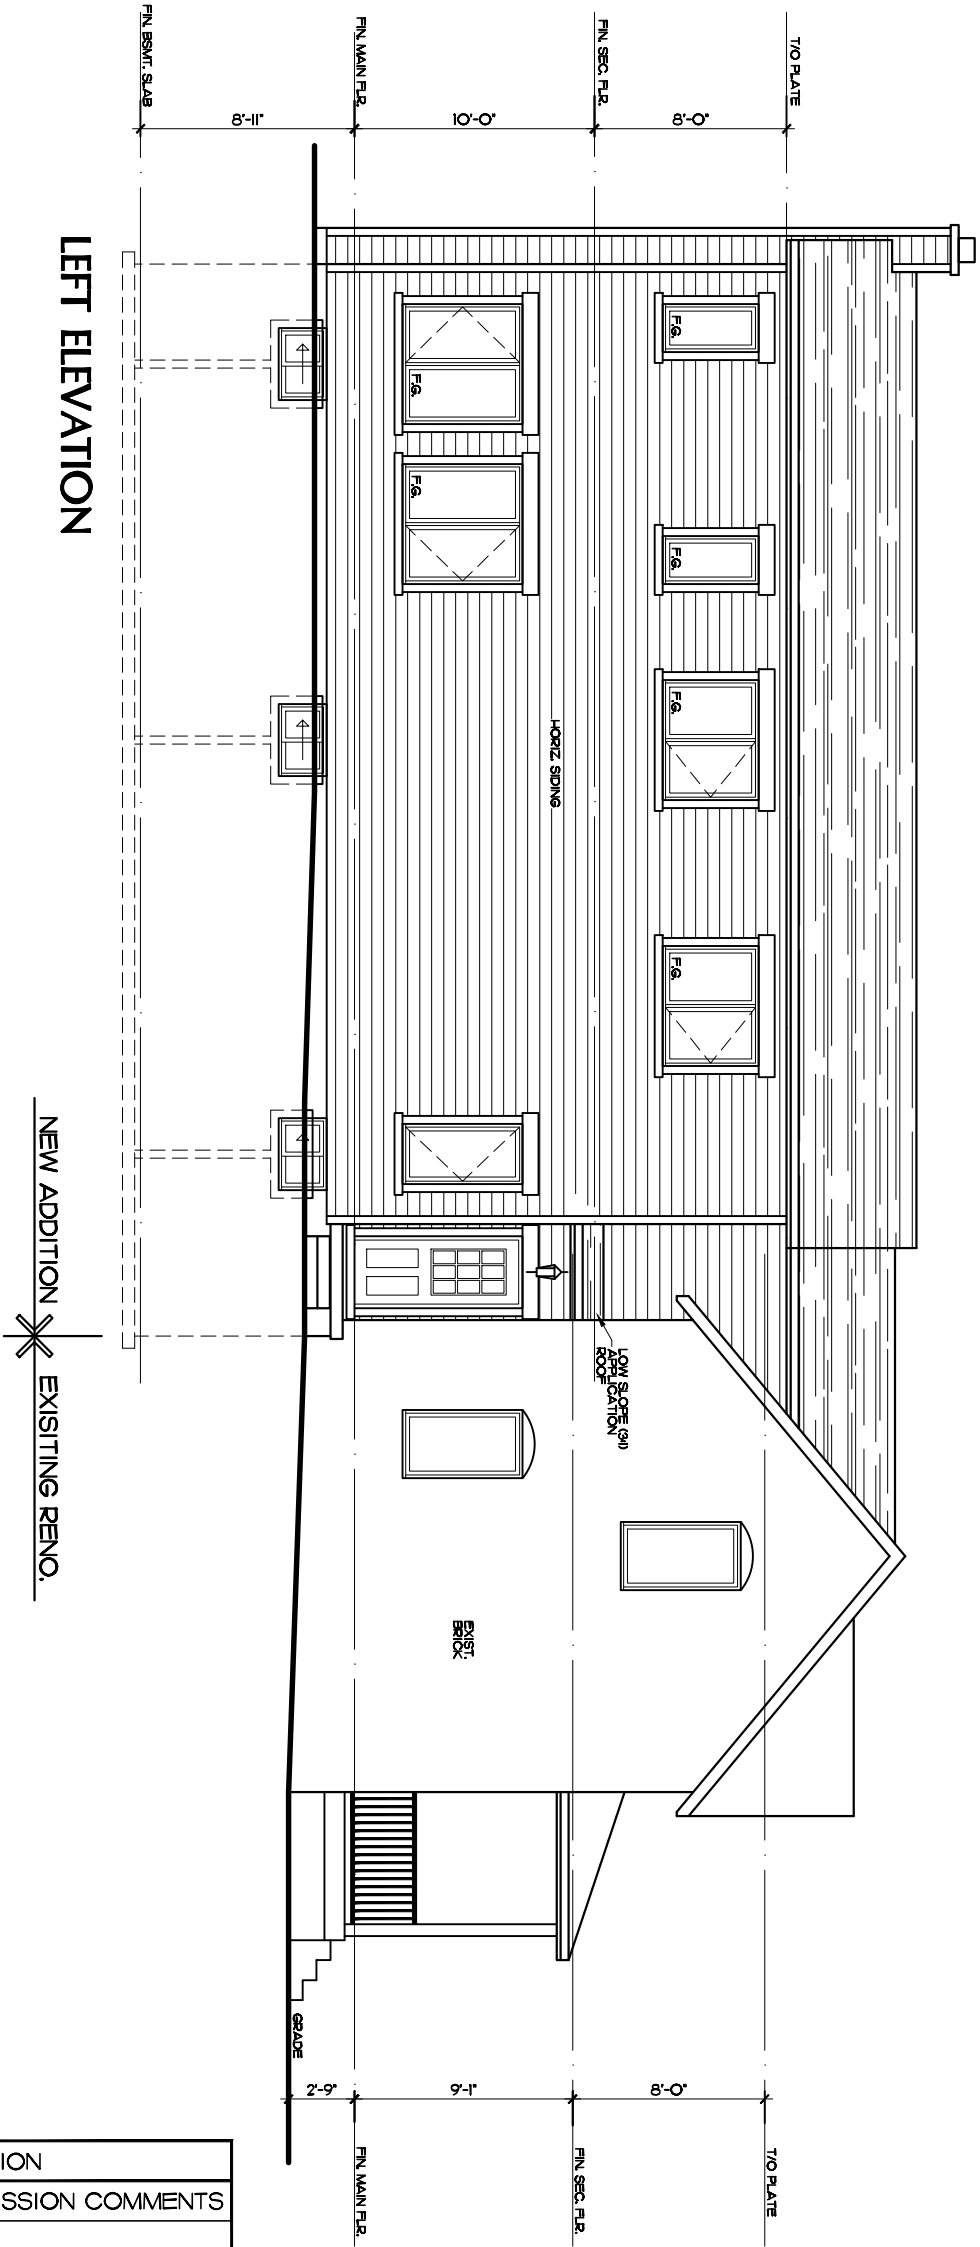 T/O PLATE
8'-0"
FIN. SEC. FLR.
10'-0"
FIN. MAIN FLR.
8'-11"
FIN. BSMT. SLAB
F.G.
F.G.
F.G.
F.G.
F.G.
F.G.
HORIZ. SIDING
LOW SLOPE (3:1)
APPLICATION
ROOF
EXIST.
BRICK
GRADE
T/O PLATE
8'-0"
FIN. SEC. FLR.
9'-1"
FIN. MAIN FLR.
2'-9"
LEFT ELEVATION
NEW ADDITION
EXISITING RENO.
ION
SSION COMMENTS